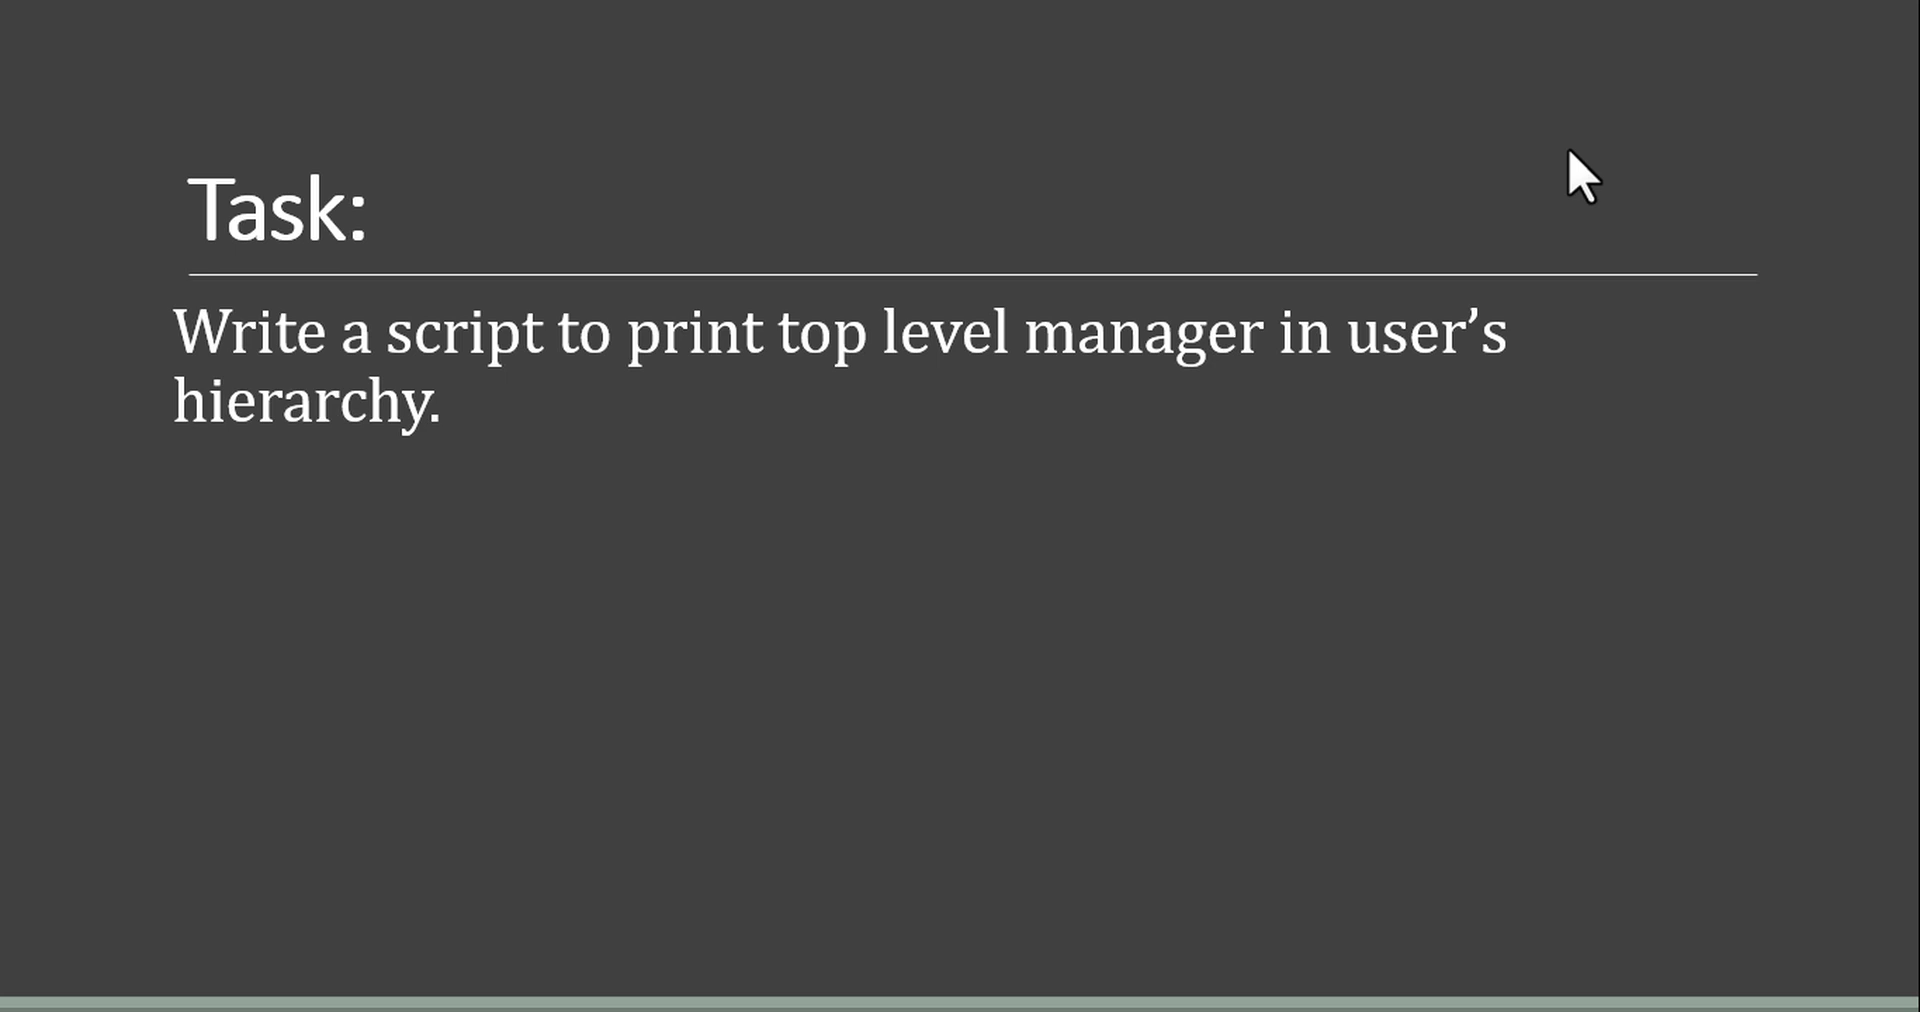 Task:
Write a script to print top level manager in user’s
hierarchy.